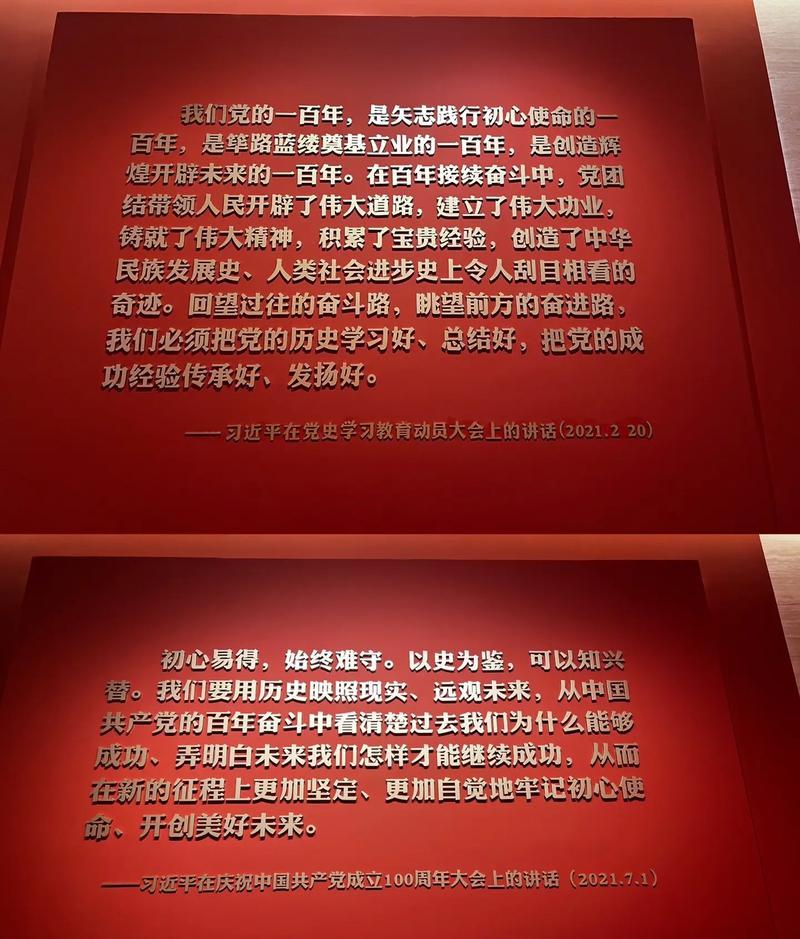 我们党的一百年，是矢志践行初心使命的一
百年，是筚路蓝缕奠基立业的一百年，是创造辉
煌开辟未来的一百年。在百年接续奋斗中，党团
结带领人民开辟了伟大道路，建立了伟大功业，
铸就了伟大精神，积累了宝贵经验，创造了中华
民族发展史、人类社会进步史上令人刮目相看的
奇迹。回望过往的奋斗路，眺望前方的奋进路，
我们必须把党的历史学习好、总结好，把党的成
功经验传承好、发扬好。
——习近平在党史学习教育动员大会上的讲话(2021.2 20)
初心易得，始终难守。以史为鉴，可以知兴
替。我们要用历史映照现实、远观未来，从中国
共产党的百年奋斗中看清楚过去我们为什么能够
成功、弄明白未来我们怎样才能继续成功，从而
在新的征程上更加坚定、更加自觉地牢记初心使
命、开创美好未来。
——习近平在庆祝中国共产党成立100周年大会上的讲话（2021.7.1）